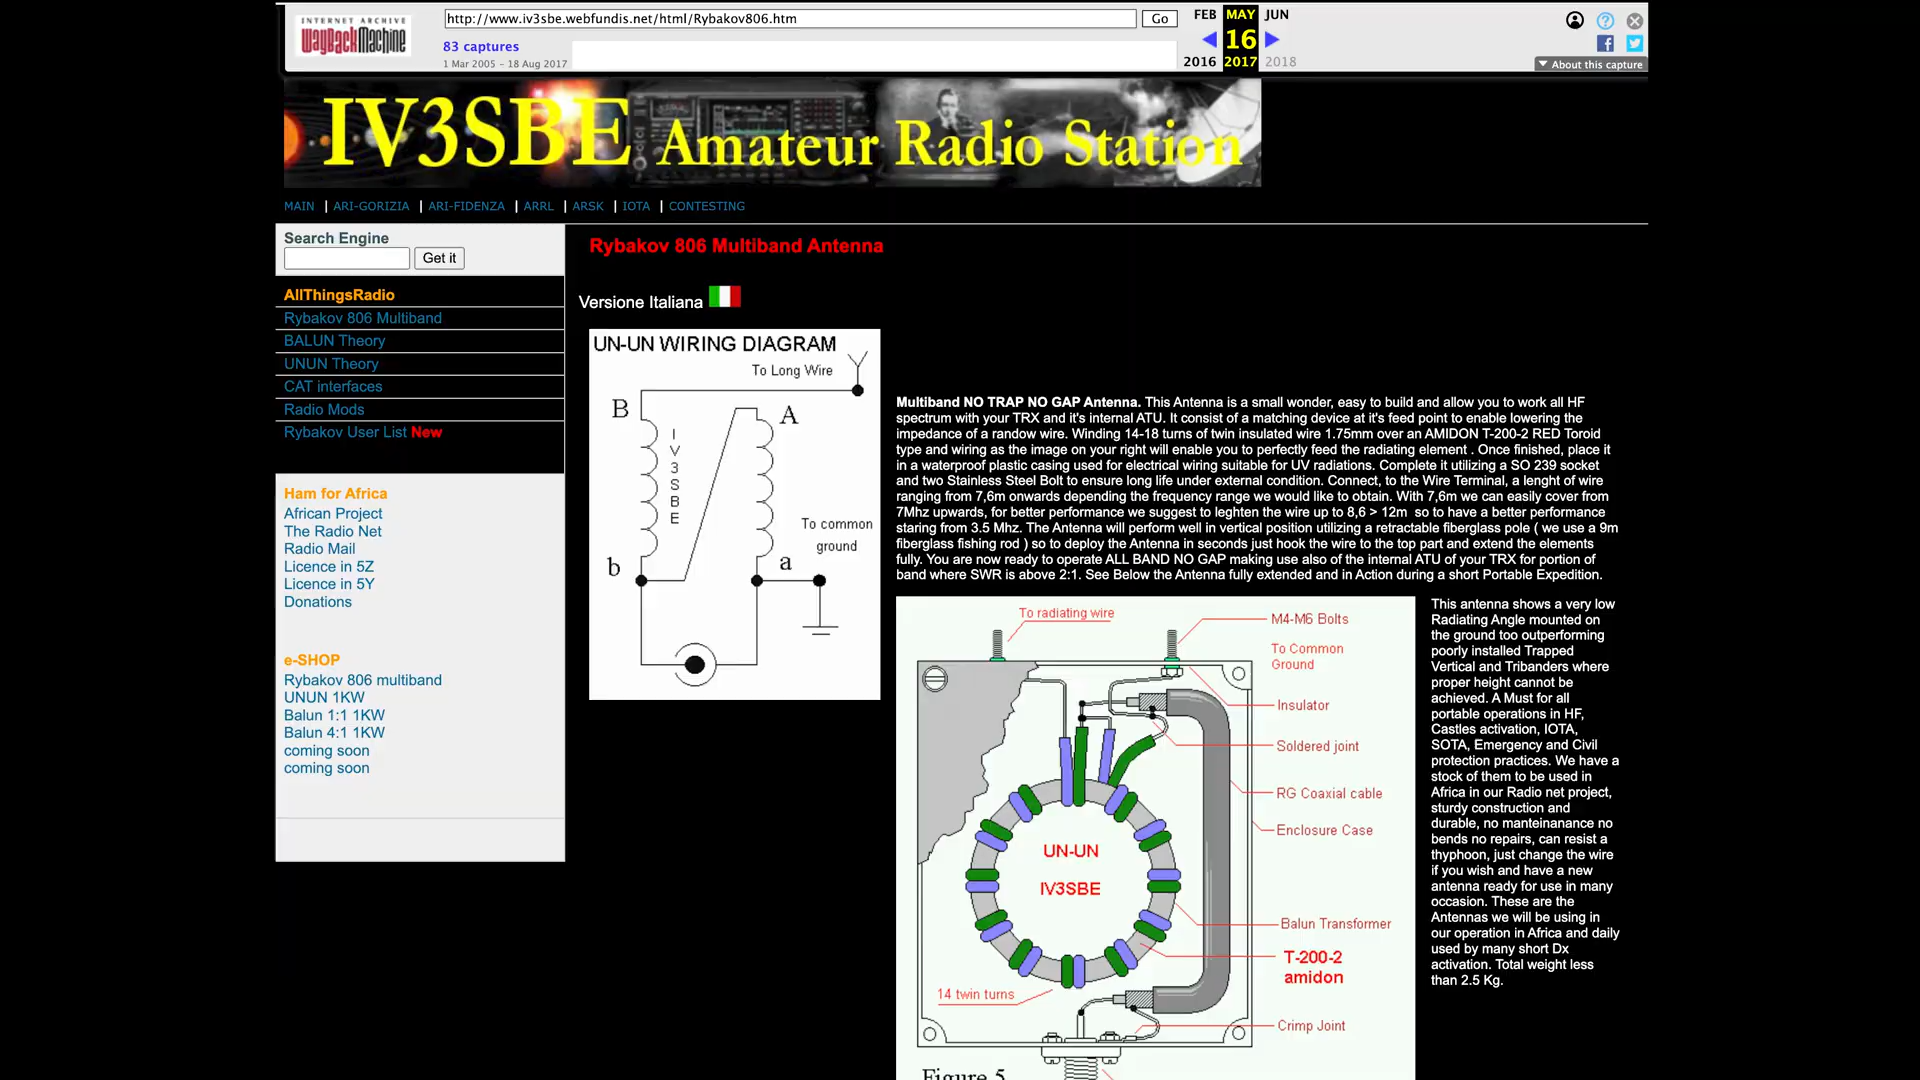 INTERNET ARCHIVE
WayBackMachine
http://www.iv3sbe.webfundis.net/html/Rybakov806.htm
Go
83 captures
1 Mar 2005 - 18 Aug 2017
FEB MAY JUN
16
2016 2017 2018
About this capture
IV3SBE Amateur Radio Station
MAIN | ARI-GORIZIA | ARI-FIDENZA | ARRL | ARSK | IOTA | CONTESTING
Search Engine
Get it
AllThingsRadio
Rybakov 806 Multiband
BALUN Theory
UNUN Theory
CAT interfaces
Radio Mods
Rybakov User List New
Ham for Africa
African Project
The Radio Net
Radio Mail
Licence in 5Z
Licence in 5Y
Donations
e-SHOP
Rybakov 806 multiband
UNUN 1KW
Balun 1:1 1KW
Balun 4:1 1KW
coming soon
coming soon
Rybakov 806 Multiband Antenna
Versione Italiana
UN-UN WIRING DIAGRAM
To Long Wire
B
A
I
V
3
S
B
E
To common
ground
b
a
Multiband NO TRAP NO GAP Antenna. This Antenna is a small wonder, easy to build and allow you to work all HF
spectrum with your TRX and it's internal ATU. It consist of a matching device at it's feed point to enable lowering the
impedance of a randow wire. Winding 14-18 turns of twin insulated wire 1.75mm over an AMIDON T-200-2 RED Toroid
type and wiring as the image on your right will enable you to perfectly feed the radiating element . Once finished, place it
in a waterproof plastic casing used for electrical wiring suitable for UV radiations. Complete it utilizing a SO 239 socket
and two Stainless Steel Bolt to ensure long life under external condition. Connect, to the Wire Terminal, a lenght of wire
ranging from 7,6m onwards depending the frequency range we would like to obtain. With 7,6m we can easily cover from
7Mhz upwards, for better performance we suggest to leghten the wire up to 8,6 > 12m so to have a better performance
staring from 3.5 Mhz. The Antenna will perform well in vertical position utilizing a retractable fiberglass pole ( we use a 9m
fiberglass fishing rod ) so to deploy the Antenna in seconds just hook the wire to the top part and extend the elements
fully. You are now ready to operate ALL BAND NO GAP making use also of the internal ATU of your TRX for portion of
band where SWR is above 2:1. See Below the Antenna fully extended and in Action during a short Portable Expedition.
To radiating wire
M4-M6 Bolts
To Common
Ground
Insulator
Soldered joint
RG Coaxial cable
Enclosure Case
UN-UN
IV3SBE
Balun Transformer
T-200-2
amidon
14 twin turns
Crimp Joint
Figure 5
This antenna shows a very low
Radiating Angle mounted on
the ground too outperforming
poorly installed Trapped
Vertical and Tribanders where
proper height cannot be
achieved. A Must for all
portable operations in HF,
Castles activation, IOTA,
SOTA, Emergency and Civil
protection practices. We have a
stock of them to be used in
Africa in our Radio net project,
sturdy construction and
durable, no manteinanance no
bends no repairs, can resist a
thyphoon, just change the wire
if you wish and have a new
antenna ready for use in many
occasion. These are the
Antennas we will be using in
our operation in Africa and daily
used by many short Dx
activation. Total weight less
than 2.5 Kg.